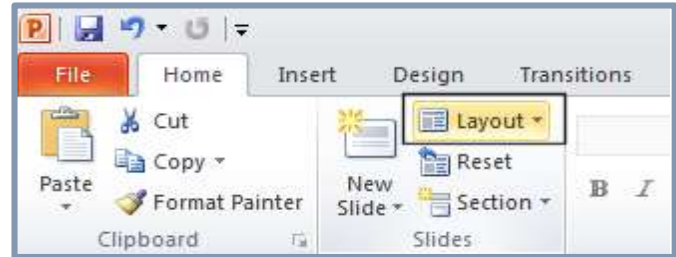 P
File Home Insert Design Transitions
Cut
Copy
Paste
Format Painter
Clipboard
New
Slide
Layout
Reset
Section
Slides
B I